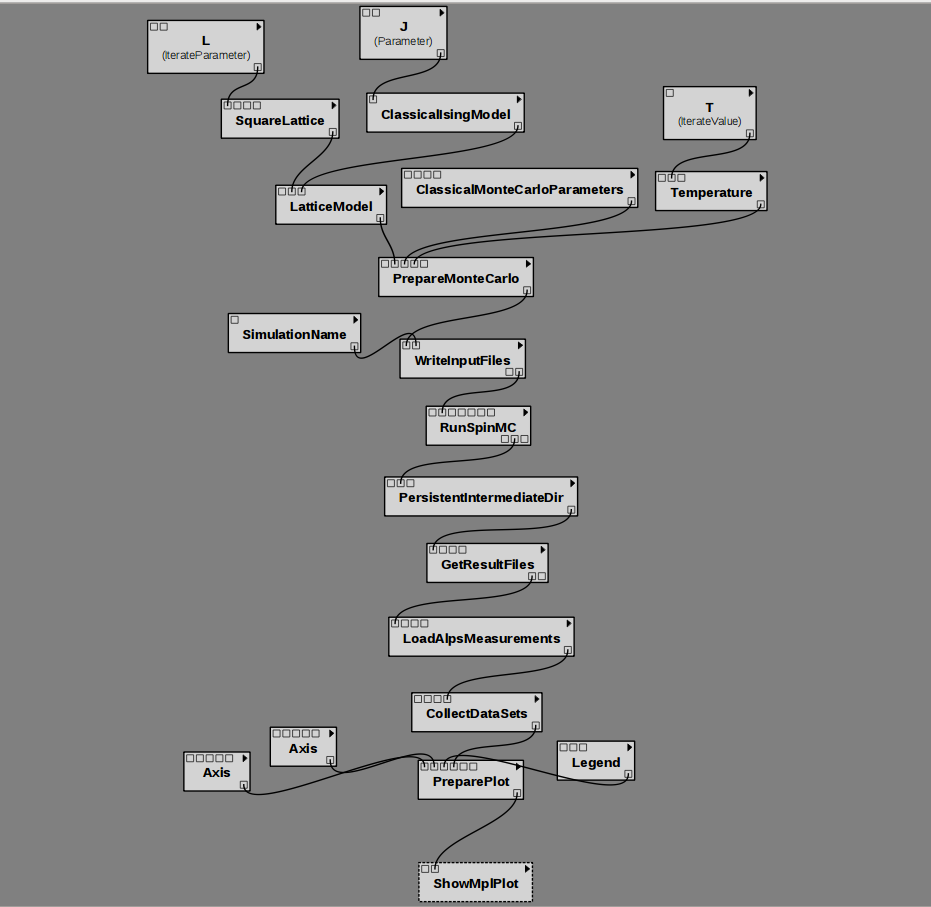 J
(Parameter)
L
(IterateParameter)
SquareLattice
ClassicalIsingModel
T
(IterateValue)
LatticeModel
ClassicalMonteCarloParameters
Temperature
PrepareMonteCarlo
SimulationName
WriteInputFiles
RunSpinMC
PersistentIntermediateDir
GetResultFiles
LoadAlpsMeasurements
CollectDataSets
Axis
Axis
Legend
PreparePlot
ShowMplPlot